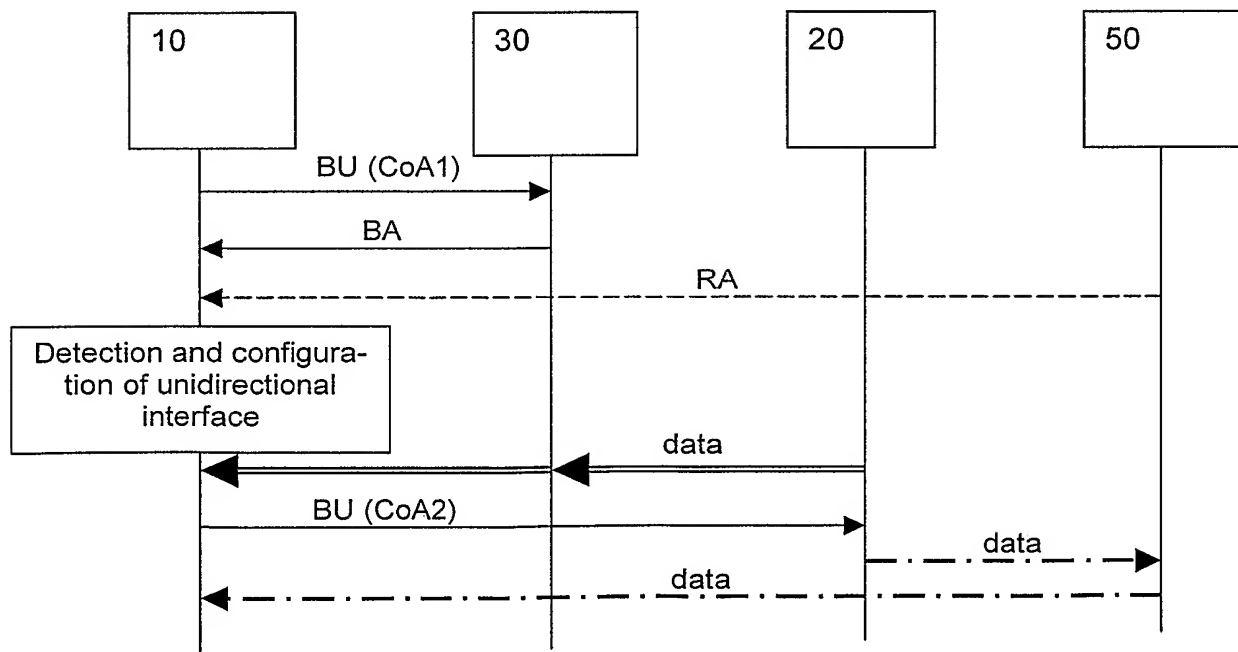 10
30
20
50
BU (CoA1)
BA
RA
Detection and configura-
tion of unidirectional
interface
data
BU (CoA2)
data
data